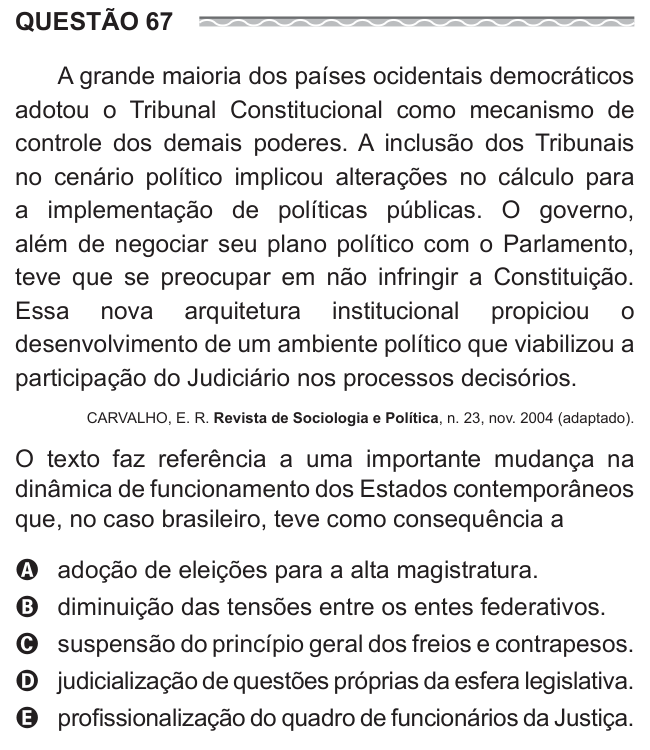 QUESTÃO 67
A grande maioria dos países ocidentais democráticos
adotou o Tribunal Constitucional como mecanismo de
controle dos demais poderes. A inclusão dos Tribunais
no cenário político implicou alterações no cálculo para
a implementação de políticas públicas. O governo,
além de negociar seu plano político com o Parlamento,
teve que se preocupar em não infringir a Constituição.
Essa nova arquitetura institucional propiciou o
desenvolvimento de um ambiente político que viabilizou a
participação do Judiciário nos processos decisórios.
CARVALHO, E. R. Revista de Sociologia e Política, n. 23, nov. 2004 (adaptado).
O texto faz referência a uma importante mudança na
dinâmica de funcionamento dos Estados contemporâneos
que, no caso brasileiro, teve como consequência a
A adoção de eleições para a alta magistratura.
B diminuição das tensões entre os entes federativos.
C suspensão do princípio geral dos freios e contrapesos.
D judicialização de questões próprias da esfera legislativa.
E profissionalização do quadro de funcionários da Justiça.